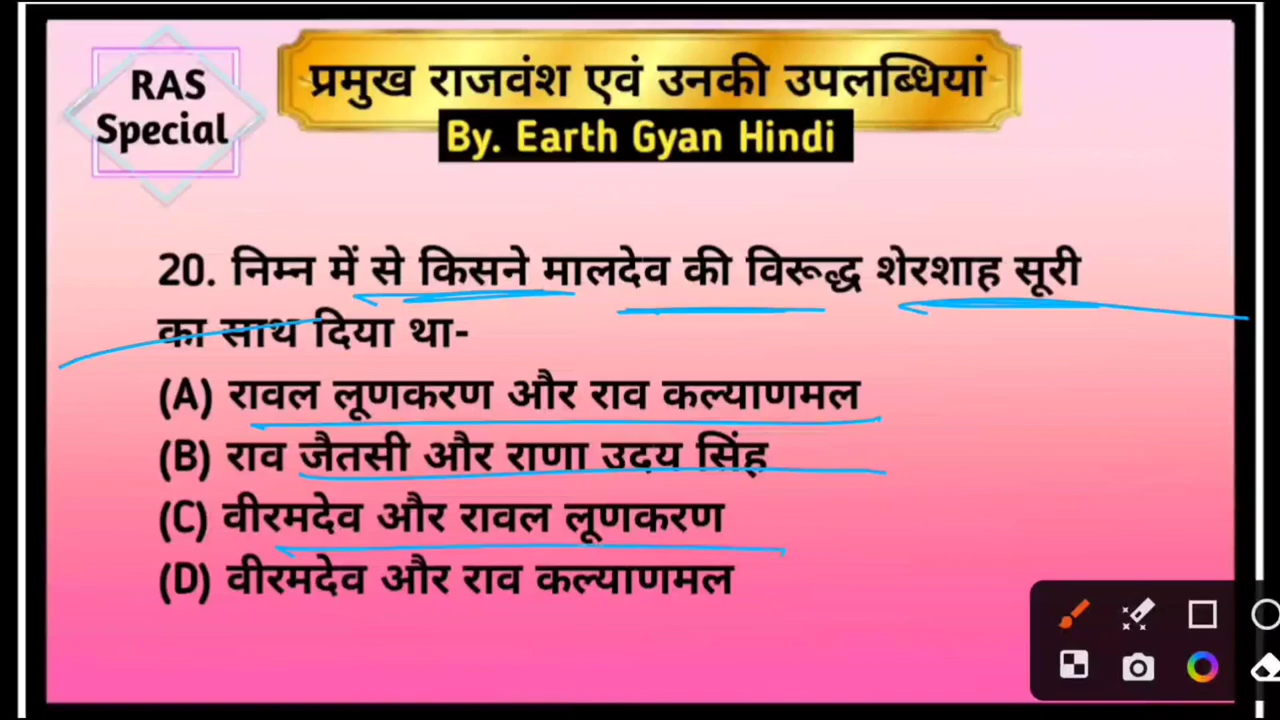 RAS
Special
प्रमुख राजवंश एवं उनकी उपलब्धियां
By. Earth Gyan Hindi
20. निम्न में से किसने मालदेव की विरूद्ध शेरशाह सूरी
का साथ दिया था-
(A) रावल लूणकरण और राव कल्याणमल
(B) राव जैतसी और राणा उदय सिंह
(C) वीरमदेव और रावल लूणकरण
(D) वीरमदेव और राव कल्याणमल